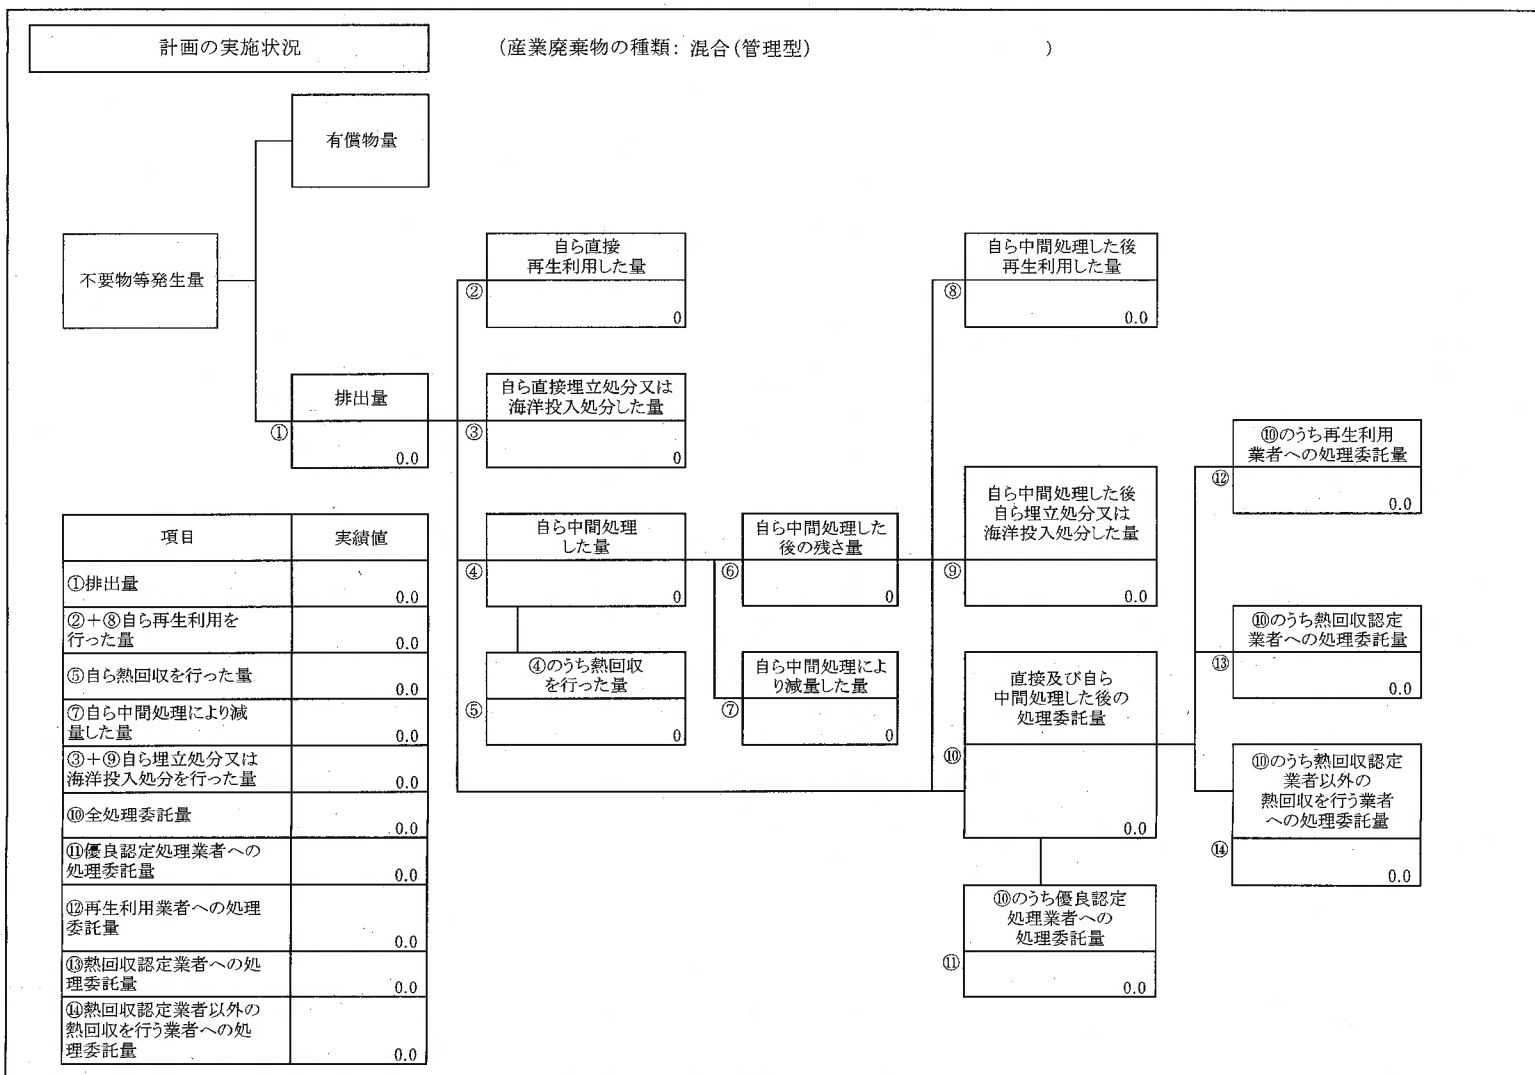 計画の実施状況
(産業廃棄物の種類: 混合(管理型) )
有償物量
不要物等発生量
排出量
①
0.0
自ら直接
再生利用した量
②
0
自ら直接埋立処分又は
海洋投入処分した量
③
0
自ら中間処理
した量
④
0
④のうち熱回収
を行った量
⑤
0
自ら中間処理した
後の残さ量
⑥
0
自ら中間処理によ
り減量した量
⑦
0
自ら中間処理した後
再生利用した量
⑧
0.0
自ら中間処理した後
自ら埋立処分又は
海洋投入処分した量
⑨
0.0
直接及び自ら
中間処理した後の
処理委託量
⑩
0.0
⑩のうち優良認定
処理業者への
処理委託量
⑪
0.0
⑩のうち再生利用
業者への処理委託量
⑫
0.0
⑩のうち熱回収認定
業者への処理委託量
⑬
0.0
⑩のうち熱回収認定
業者以外の
熱回収を行う業者
への処理委託量
⑭
0.0
項目 実績値
①排出量
0.0
②+⑧自ら再生利用を
行った量
0.0
⑤自ら熱回収を行った量
0.0
⑦自ら中間処理により減
量した量
0.0
③+⑨自ら埋立処分又は
海洋投入処分を行った量
0.0
⑩全処理委託量
0.0
⑪優良認定処理業者への
処理委託量
0.0
⑫再生利用業者への処理
委託量
0.0
⑬熱回収認定業者への処
理委託量
0.0
⑭熱回収認定業者以外の
熱回収を行う業者への処
理委託量
0.0